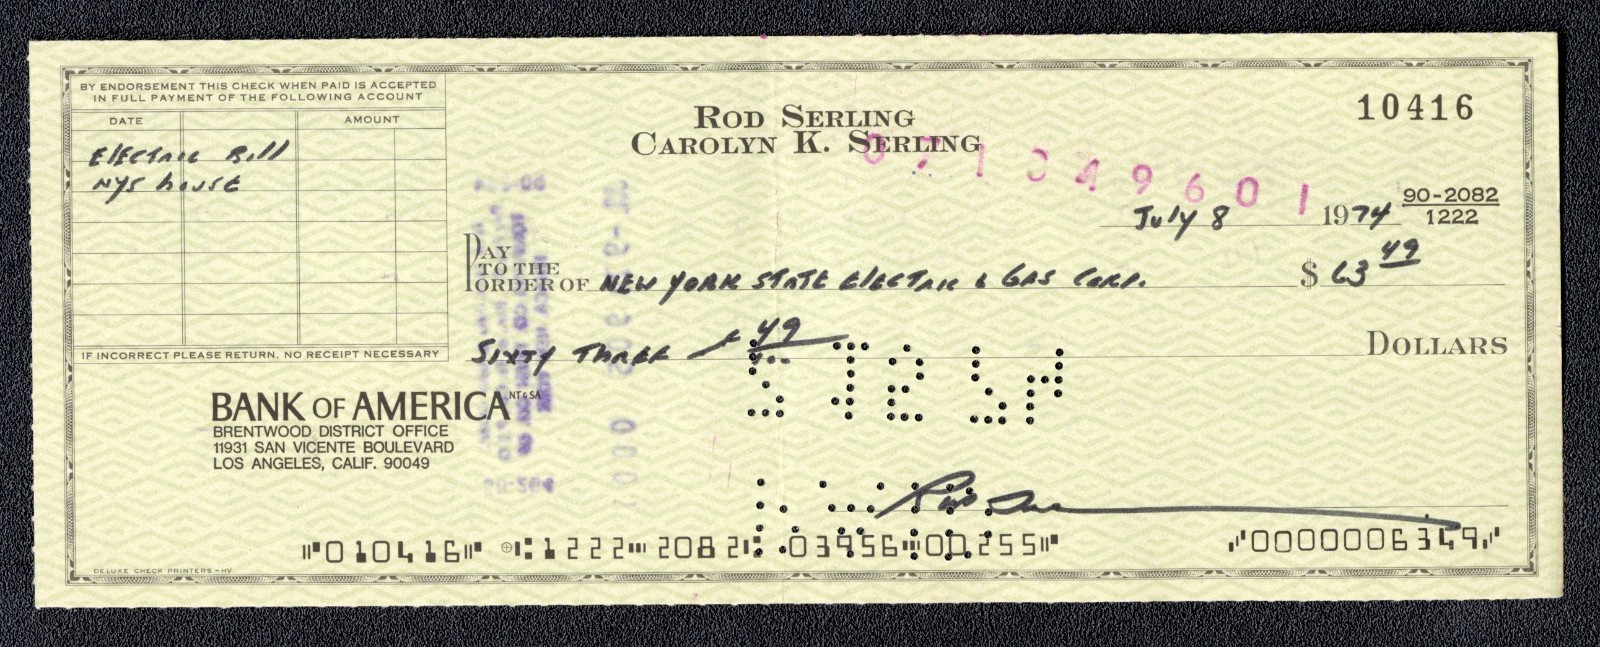 BY ENDORSEMENT THIS CHECK WHEN PAID IS ACCEPTED
IN FULL PAYMENT OF THE FOLLOWING ACCOUNT
DATE AMOUNT
Electric Bill
NYS house
IF INCORRECT PLEASE RETURN. NO RECEIPT NECESSARY
ROD SERLING
CAROLYN K. SERLING
10416
July 8 1974
90-2082
1222
PAY TO THE ORDER OF NEW YORK STATE ELECTRIC & GAS CORP. $ 63 49
Sixty Three & 49/100 DOLLARS
BANK OF AMERICA NT&SA
BRENTWOOD DISTRICT OFFICE
11931 SAN VICENTE BOULEVARD
LOS ANGELES, CALIF. 90049
010416 1222 2082 03956 00255 0000006349
DELUXE CHECK PRINTERS - HV